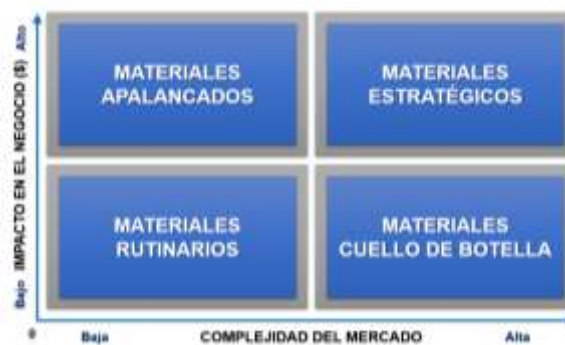 IMPACTO EN EL NEGOCIO ($)
Alto
Bajo
MATERIALES
APALANCADOS
MATERIALES
ESTRATÉGICOS
MATERIALES
RUTINARIOS
MATERIALES
CUELLO DE BOTELLA
0
Baja
COMPLEJIDAD DEL MERCADO
Alta